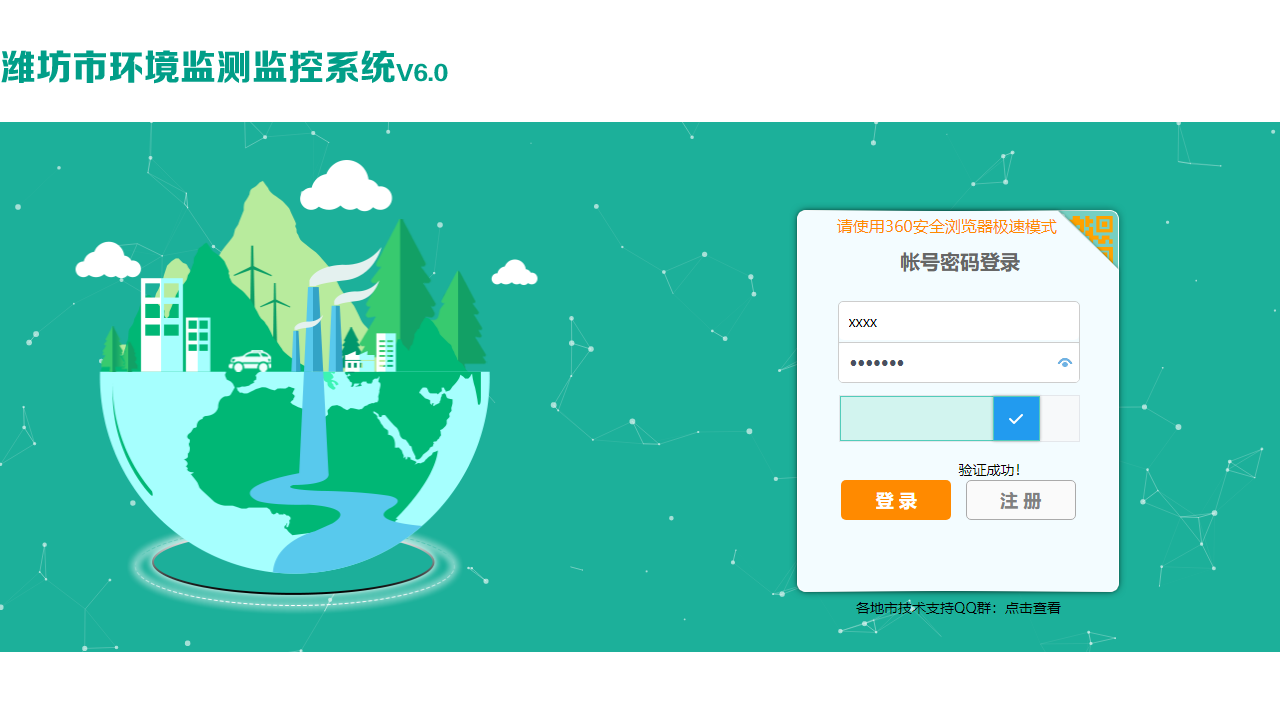 潍坊市环境监测监控系统V6.0
请使用360安全浏览器极速模式
帐号密码登录
xxxx
•••••••
验证成功!
登 录 注 册
各地市技术支持QQ群：点击查看